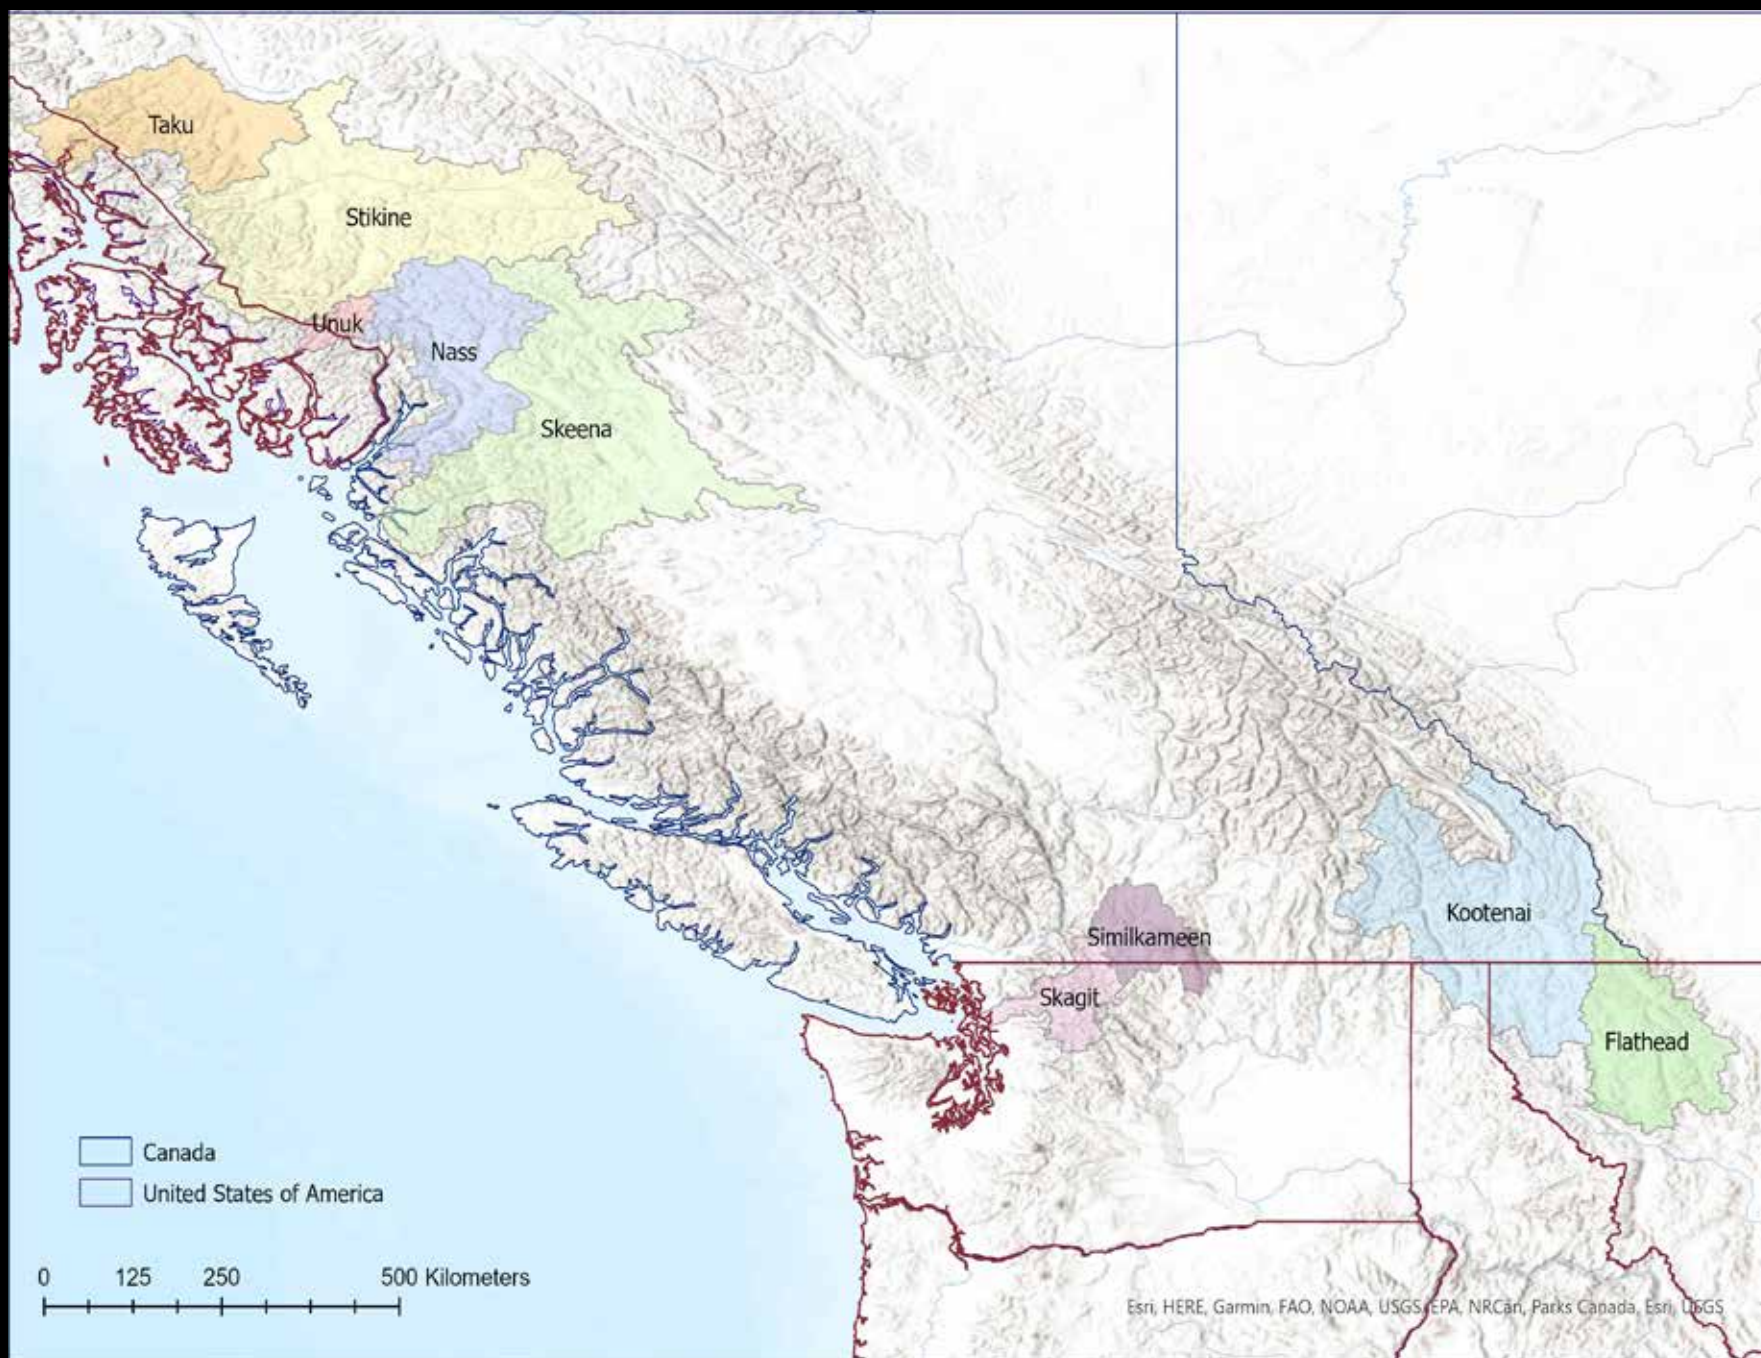 Taku
Stikine
Unuk
Nass
Skeena
Kootenai
Similkameen
Skagit
Flathead
Canada
United States of America
0 125 250 500 Kilometers
Esri, HERE, Garmin, FAO, NOAA, USGS, EPA, NRCan, Parks Canada, Esri, USGS